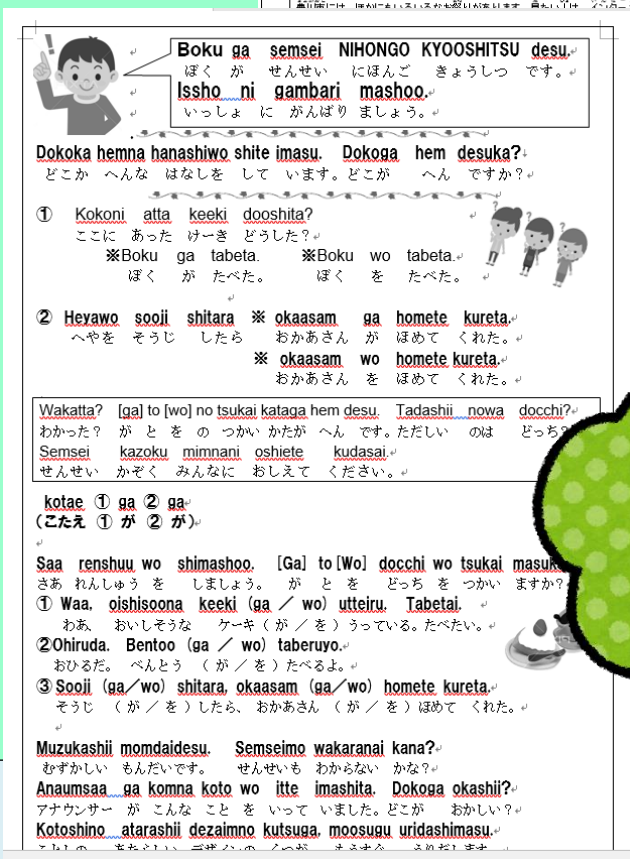 Boku ga semsei NIHONGO KYOOSHITSU desu.
ぼく が せんせい にほんご きょうしつ です。
Issho ni gambari mashoo.
いっしょ に がんばり ましょう。
Dokoka hemna hanashiwo shite imasu. Dokoga hem desuka?
どこか へんな はなしを して います。どこが へん ですか？
① Kokoni atta keeki dooshita?
ここに あった けーき どうした？
※Boku ga tabeta. ※Boku wo tabeta.
ぼく が たべた。 ぼく を たべた。
② Heyawo sooji shitara ※ okaasam ga homete kureta.
へやを そうじ したら おかあさん が ほめて くれた。
※ okaasam wo homete kureta.
おかあさん を ほめて くれた。
Wakatta? [ga] to [wo] no tsukai kataga hem desu. Tadashii nowa docchi?
わかった？ が と を の つかい かたが へん です。ただしい のは どっち？
Semsei kazoku mimnani oshiete kudasai.
せんせい かぞく みんなに おしえて ください。
kotae ① ga ② ga
（こたえ ① が ② が）
Saa renshuu wo shimashoo. [Ga] to [Wo] docchi wo tsukai masuk
さあ れんしゅう を しましょう。 が と を どっち を つかい ますか？
① Waa, oishisoona keeki (ga ／ wo) utteiru. Tabetai.
わあ、 おいしそうな ケーキ（ が ／ を ）うっている。たべたい。
②Ohiruda. Bentoo (ga ／ wo) taberuyo.
おひるだ。 べんとう （ が ／ を ）たべるよ。
③ Sooji (ga／wo) shitara, okaasam (ga／wo) homete kureta.
そうじ （ が ／ を ）したら、 おかあさん （ が ／ を ）ほめて くれた。
Muzukashii momdaidesu. Semseimo wakaranai kana?
むずかしい もんだいです。 せんせいも わからない かな？
Anaumsaa ga komna koto wo itte imashita. Dokoga okashii?
アナウンサー が こんな こと を いって いました。どこが おかしい？
Kotoshino atarashii dezaimno kutsuga, moosugu uridashimasu.